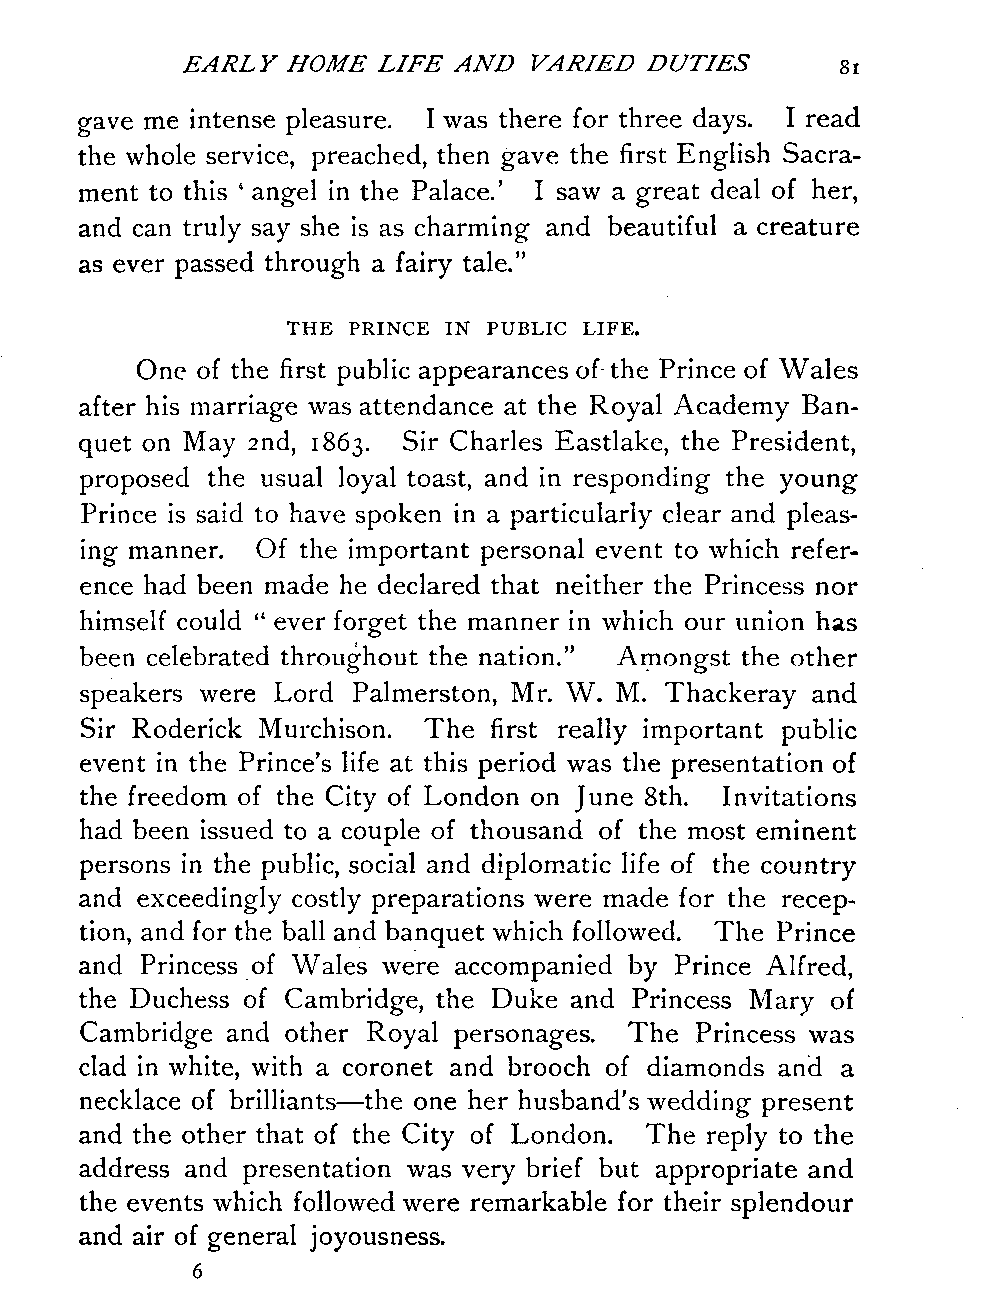 EARLY HOME LIFE AND VARIED DUTIES 81
gave me intense pleasure. I was there for three days. I read
the whole service, preached, then gave the first English Sacra-
ment to this ‘angel in the Palace.’ I saw a great deal of her,
and can truly say she is as charming and beautiful a creature
as ever passed through a fairy tale.”
THE PRINCE IN PUBLIC LIFE.
One of the first public appearances of the Prince of Wales
after his marriage was attendance at the Royal Academy Ban-
quet on May 2nd, 1863. Sir Charles Eastlake, the President,
proposed the usual loyal toast, and in responding the young
Prince is said to have spoken in a particularly clear and pleas-
ing manner. Of the important personal event to which refer-
ence had been made he declared that neither the Princess nor
himself could “ever forget the manner in which our union has
been celebrated throughout the nation.” Amongst the other
speakers were Lord Palmerston, Mr. W. M. Thackeray and
Sir Roderick Murchison. The first really important public
event in the Prince's life at this period was the presentation of
the freedom of the City of London on June 8th. Invitations
had been issued to a couple of thousand of the most eminent
persons in the public, social and diplomatic life of the country
and exceedingly costly preparations were made for the recep-
tion, and for the ball and banquet which followed. The Prince
and Princess of Wales were accompanied by Prince Alfred,
the Duchess of Cambridge, the Duke and Princess Mary of
Cambridge and other Royal personages. The Princess was
clad in white, with a coronet and brooch of diamonds and a
necklace of brilliants—the one her husband's wedding present
and the other that of the City of London. The reply to the
address and presentation was very brief but appropriate and
the events which followed were remarkable for their splendour
and air of general joyousness.
6